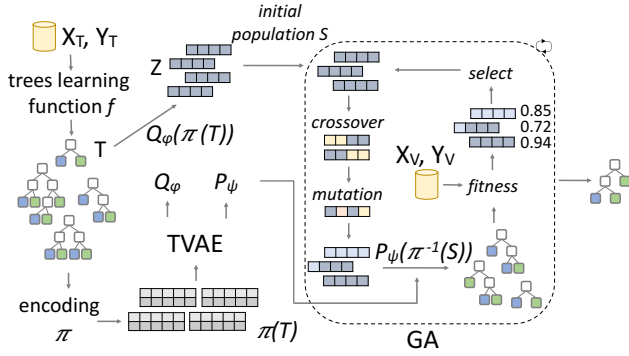 X_T, Y_T
trees learning
function f
T
Z
Q_φ(π(T))
initial
population S
Q_φ
P_ψ
TVAE
encoding
π
π(T)
crossover
mutation
P_ψ(π⁻¹(S))
select
0.85
0.72
0.94
X_V, Y_V
fitness
GA